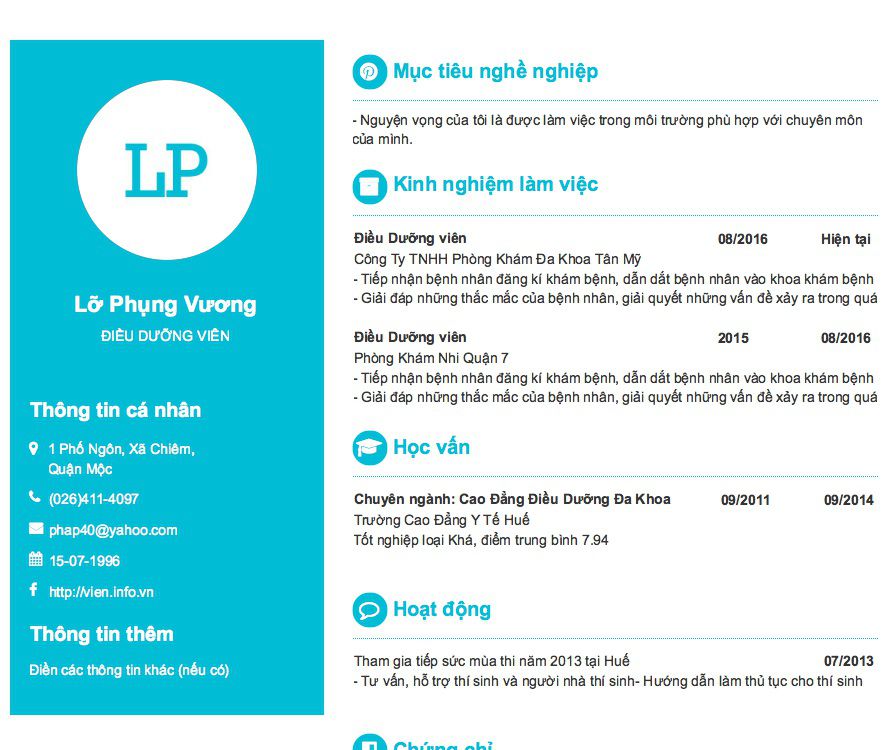 LP
Lỡ Phụng Vương
ĐIỀU DƯỠNG VIÊN
Thông tin cá nhân
1 Phố Ngôn, Xã Chiêm,
Quận Mộc
(026)411-4097
phap40@yahoo.com
15-07-1996
http://vien.info.vn
Thông tin thêm
Điền các thông tin khác (nếu có)
Mục tiêu nghề nghiệp
- Nguyện vọng của tôi là được làm việc trong môi trường phù hợp với chuyên môn
của mình.
Kinh nghiệm làm việc
Điều Dưỡng viên 08/2016 Hiện tại
Công Ty TNHH Phòng Khám Đa Khoa Tân Mỹ
- Tiếp nhận bệnh nhân đăng kí khám bệnh, dẫn dắt bệnh nhân vào khoa khám bệnh
- Giải đáp những thắc mắc của bệnh nhân, giải quyết những vấn đề xảy ra trong quá
Điều Dưỡng viên 2015 08/2016
Phòng Khám Nhi Quận 7
- Tiếp nhận bệnh nhân đăng kí khám bệnh, dẫn dắt bệnh nhân vào khoa khám bệnh
- Giải đáp những thắc mắc của bệnh nhân, giải quyết những vấn đề xảy ra trong quá
Học vấn
Chuyên ngành: Cao Đẳng Điều Dưỡng Đa Khoa 09/2011 09/2014
Trường Cao Đẳng Y Tế Huế
Tốt nghiệp loại Khá, điểm trung bình 7.94
Hoạt động
Tham gia tiếp sức mùa thi năm 2013 tại Huế 07/2013
- Tư vấn, hỗ trợ thí sinh và người nhà thí sinh- Hướng dẫn làm thủ tục cho thí sinh
Chứng chỉ